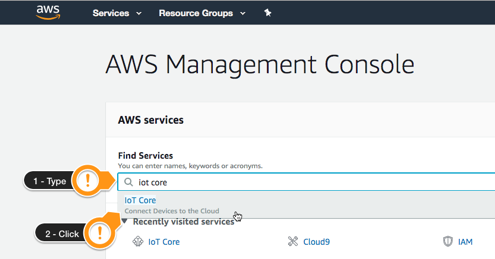 aws
Services
Resource Groups
AWS Management Console
AWS services
Find Services
You can enter names, keywords or acronyms.
1 - Type
iot core
IoT Core
Connect Devices to the Cloud
2 - Click
Recently visited services
IoT Core
Cloud9
IAM